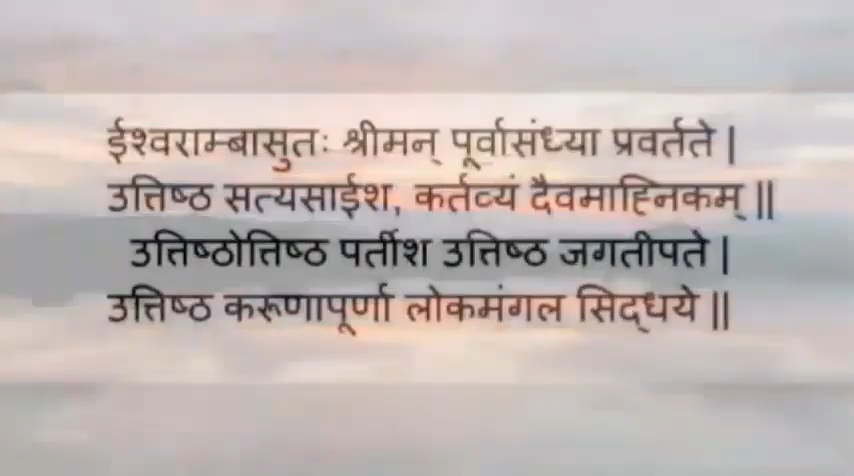 ईश्वराम्बासुतः श्रीमन् पूर्वासंध्या प्रवर्तते |
उत्तिष्ठ सत्यसाईश, कर्तव्यं दैवमाह्निकम् ||
उत्तिष्ठोत्तिष्ठ पर्तीश उत्तिष्ठ जगतीपते |
उत्तिष्ठ करूणापूर्णा लोकमंगल सिद्धये ||